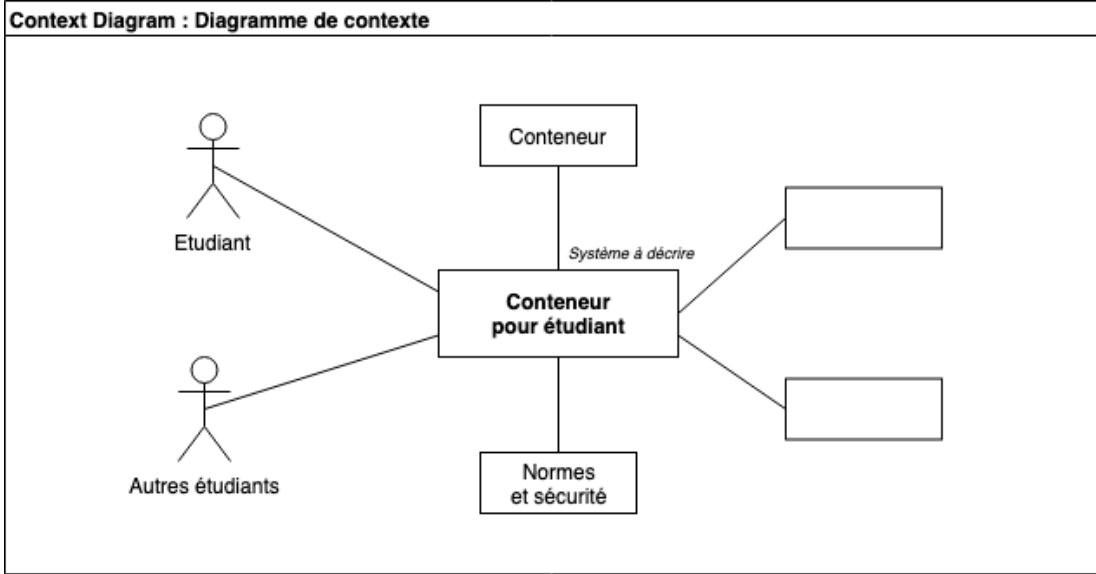 Context Diagram : Diagramme de contexte
Conteneur
Etudiant
Système à décrire
Conteneur
pour étudiant
Autres étudiants
Normes
et sécurité